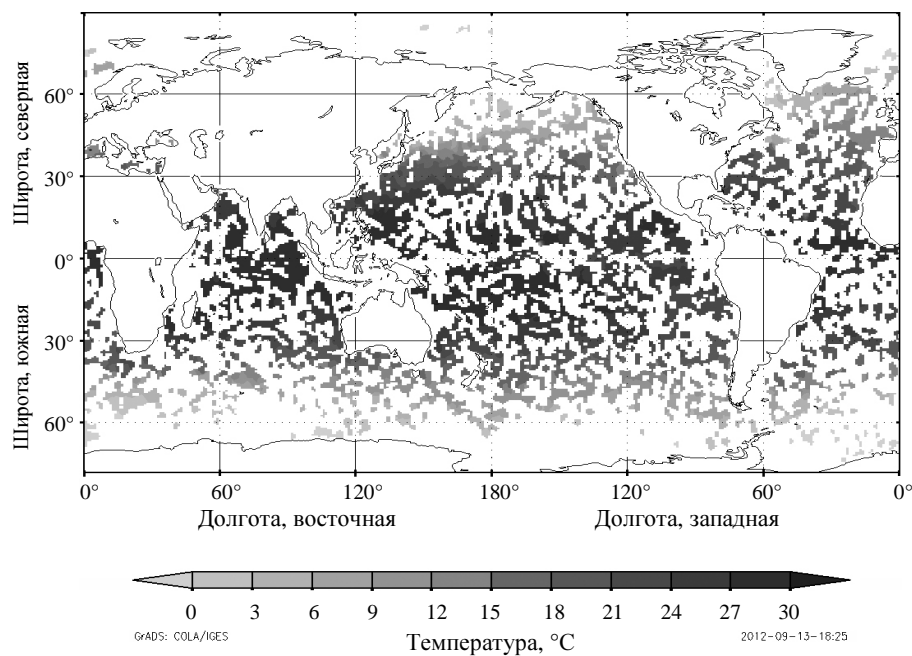 Широта, северная
Широта, южная
60°
30°
0°
30°
60°
0° 60° 120° 180° 120° 60° 0°
Долгота, восточная Долгота, западная
0 3 6 9 12 15 18 21 24 27 30
GrADS: COLA/IGES Температура, °C 2012-09-13-18:25